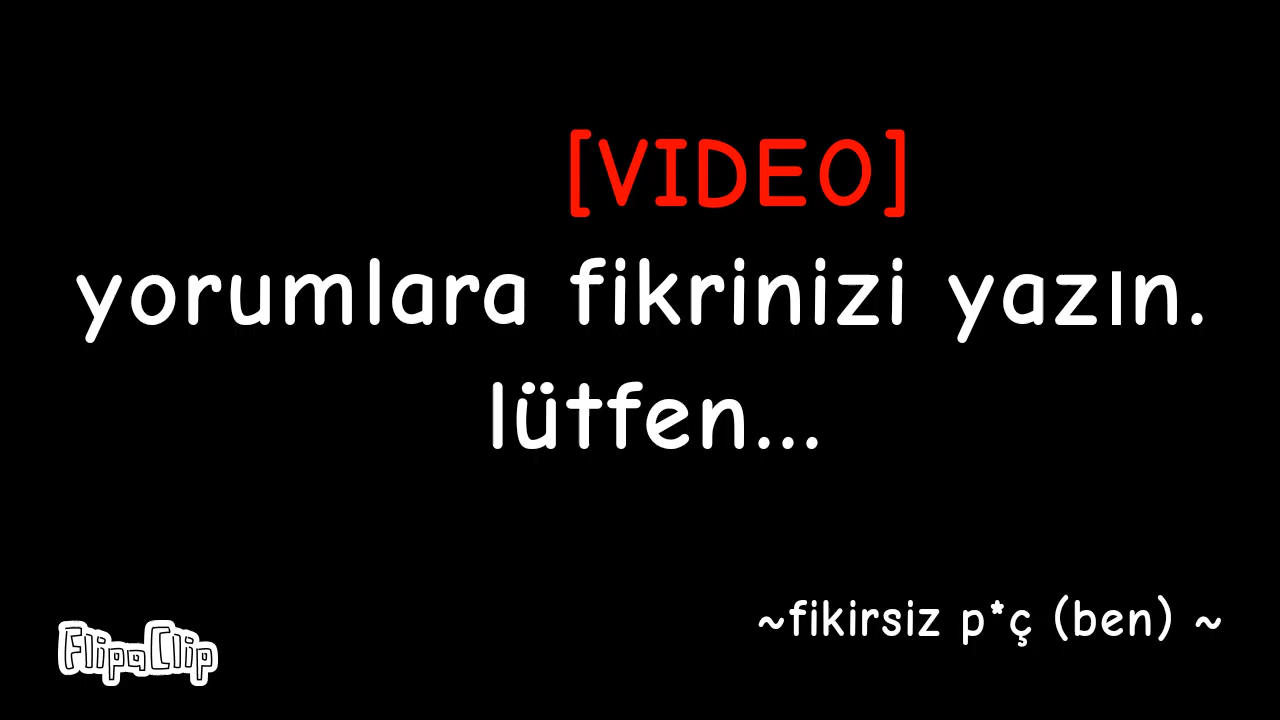 [VIDEO]
yorumlara fikrinizi yazın.
lütfen...
~fikirsiz p*ç (ben) ~
FlipaClip